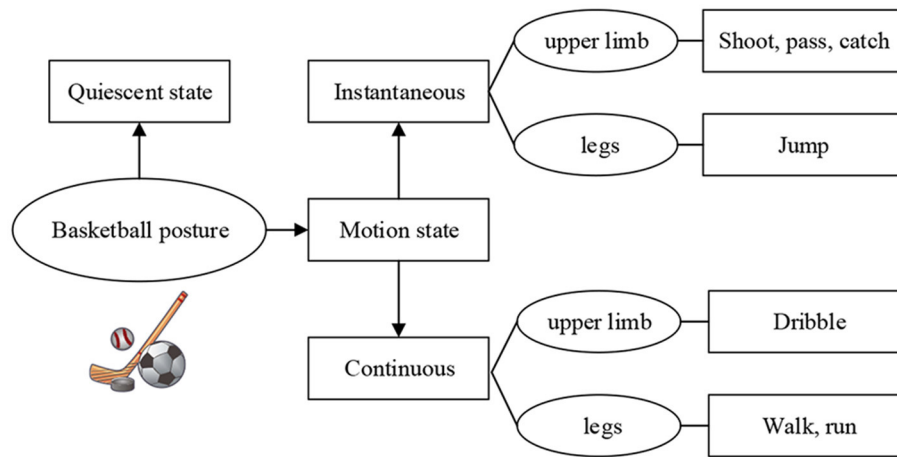 upper limb
Shoot, pass, catch
Quiescent state
Instantaneous
legs
Jump
Basketball posture
Motion state
upper limb
Dribble
Continuous
legs
Walk, run